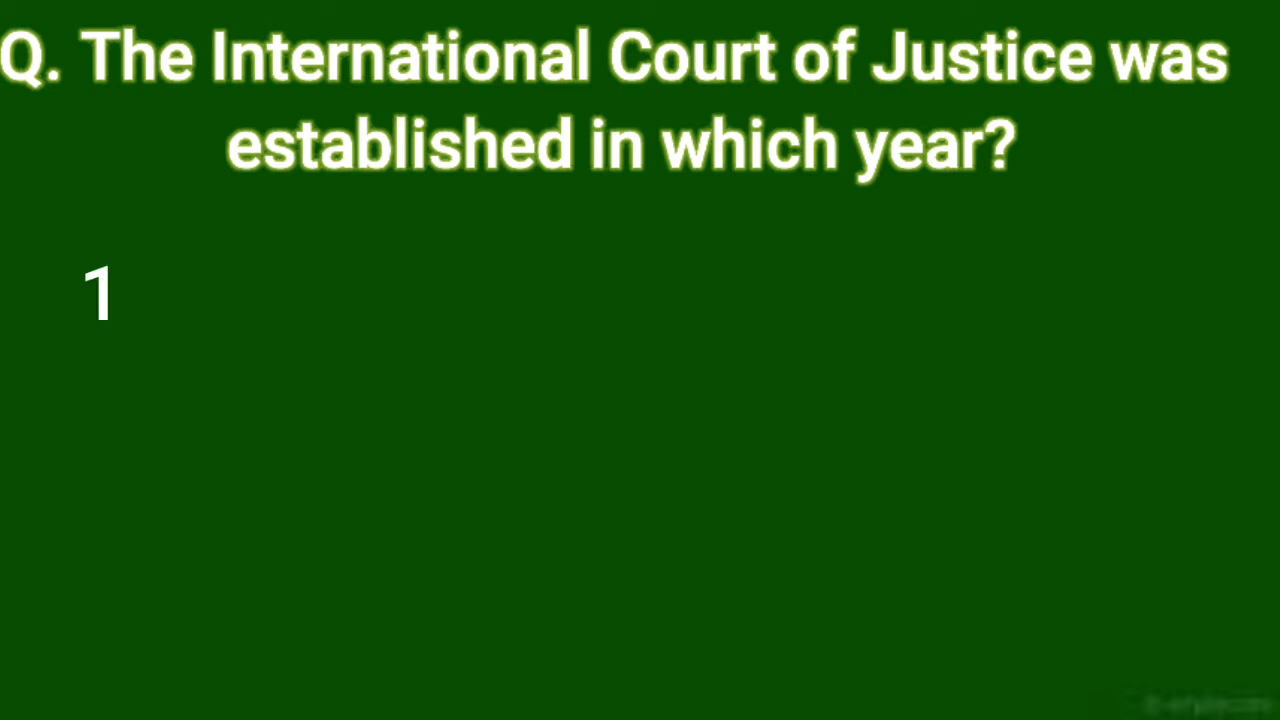 Q. The International Court of Justice was
established in which year?
1